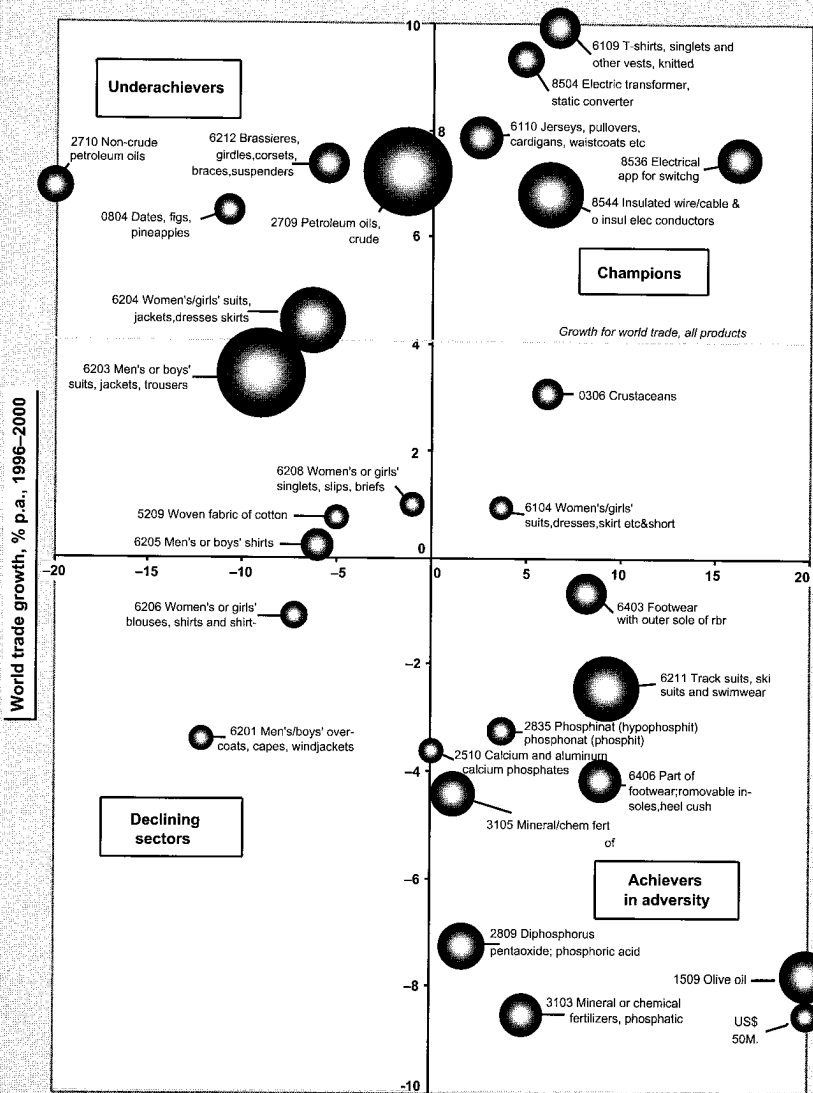 10
6109 T-shirts, singlets and
other vests, knitted
8504 Electric transformer,
static converter
Underachievers
8
6110 Jerseys, pullovers,
cardigans, waistcoats etc
2710 Non-crude
petroleum oils
6212 Brassieres,
girdles,corsets,
braces,suspenders
8536 Electrical
app for switchg
0804 Dates, figs,
pineapples
2709 Petroleum oils,
crude
8544 Insulated wire/cable &
o insul elec conductors
6
Champions
6204 Women's/girls' suits,
jackets,dresses skirts
Growth for world trade, all products
4
6203 Men's or boys'
suits, jackets, trousers
0306 Crustaceans
World trade growth, % p.a., 1996–2000
2
6208 Women's or girls'
singlets, slips, briefs
5209 Woven fabric of cotton
6104 Women's/girls'
suits,dresses,skirt etc&short
6205 Men's or boys' shirts
0
−20
−15
−10
−5
0
5
10
15
20
6206 Women's or girls'
blouses, shirts and shirt-
6403 Footwear
with outer sole of rbr
−2
6211 Track suits, ski
suits and swimwear
6201 Men's/boys' over-
coats, capes, windjackets
2835 Phosphinat (hypophosphit)
phosphonat (phosphit)
2510 Calcium and aluminum
calcium phosphates
−4
6406 Part of
footwear;romovable in-
soles,heel cush
3105 Mineral/chem fert
of
Declining
sectors
−6
Achievers
in adversity
2809 Diphosphorus
pentaoxide; phosphoric acid
−8
1509 Olive oil
3103 Mineral or chemical
fertilizers, phosphatic
US$
50M.
-10